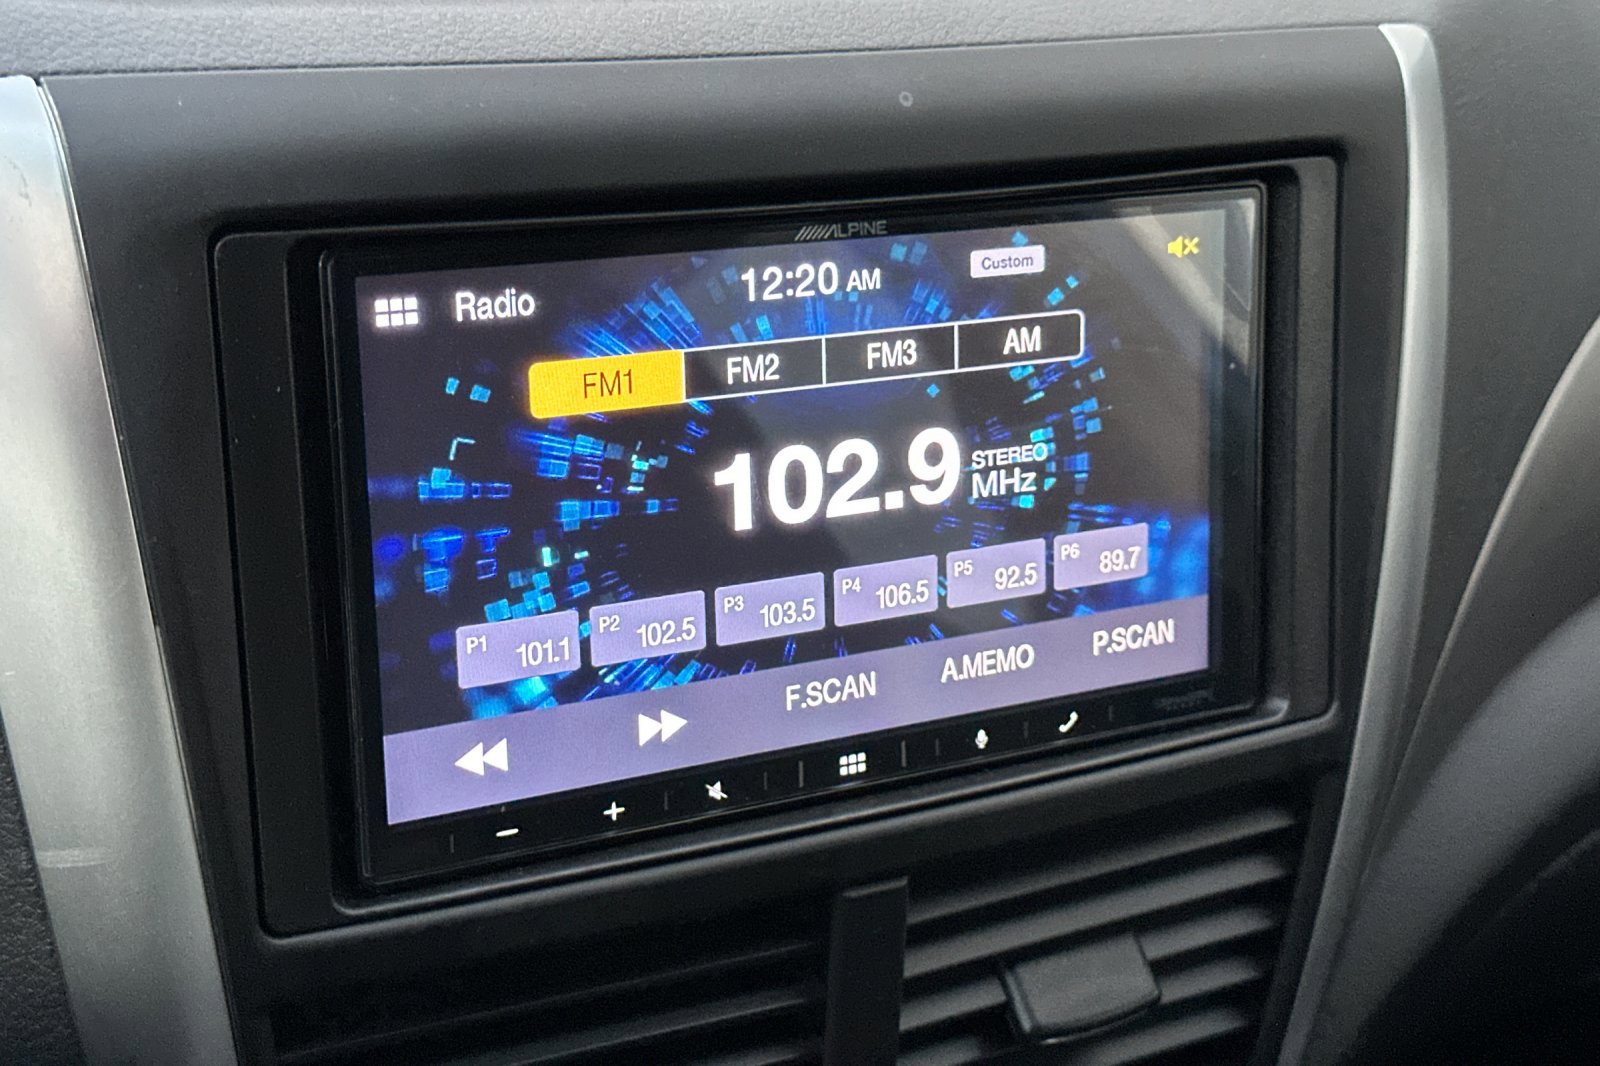 ALPINE
Radio
12:20 AM
Custom
FM1 FM2 FM3 AM
102.9 STEREO
MHz
P1 101.1 P2 102.5 P3 103.5 P4 106.5 P5 92.5 P6 89.7
F.SCAN A.MEMO P.SCAN